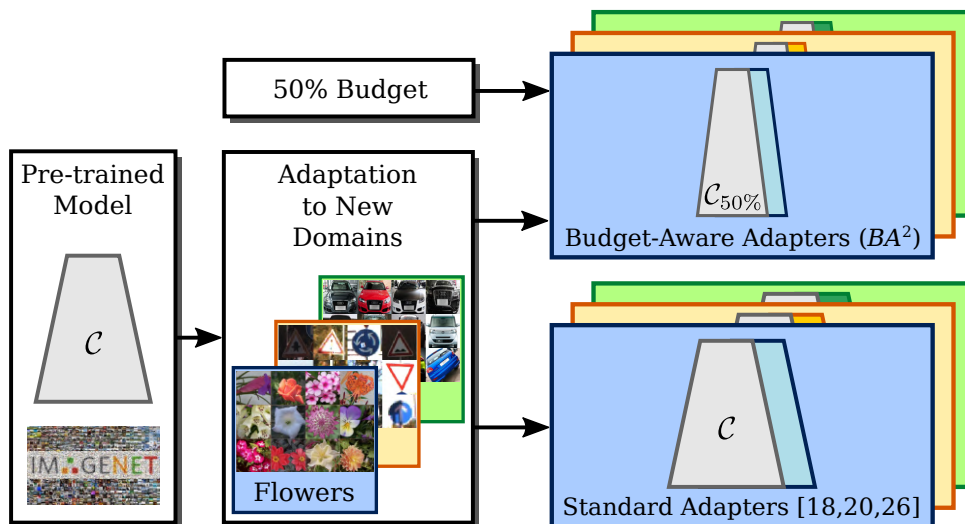 50% Budget
Pre-trained
Model
C
IMAGENET
Adaptation
to New
Domains
Flowers
C50%
Budget-Aware Adapters (BA²)
C
Standard Adapters [18,20,26]